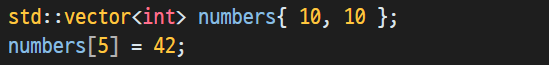 std::vector<int> numbers{ 10, 10 };
numbers[5] = 42;